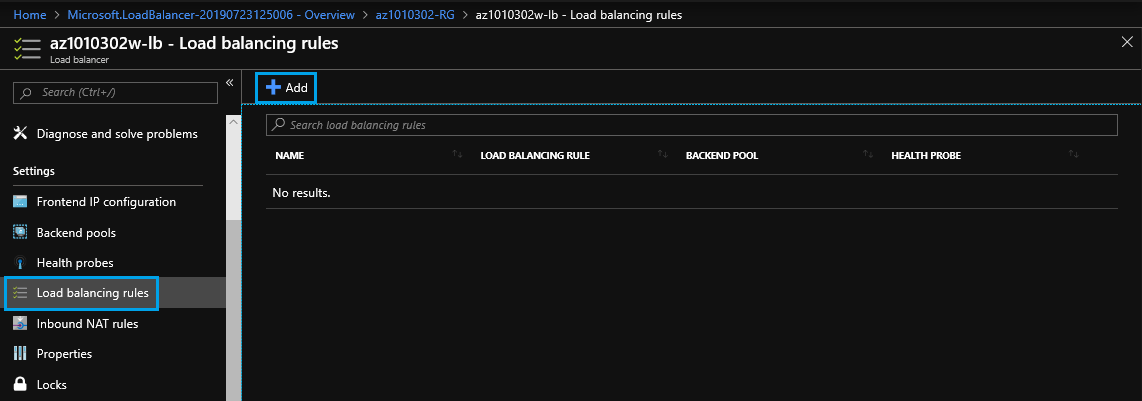 Home > Microsoft.LoadBalancer-20190723125006 - Overview > az1010302-RG > az1010302w-lb - Load balancing rules
az1010302w-lb - Load balancing rules
Load balancer
Search (Ctrl+/)
«
Add
Diagnose and solve problems
Search load balancing rules
NAME LOAD BALANCING RULE BACKEND POOL HEALTH PROBE
No results.
Settings
Frontend IP configuration
Backend pools
Health probes
Load balancing rules
Inbound NAT rules
Properties
Locks